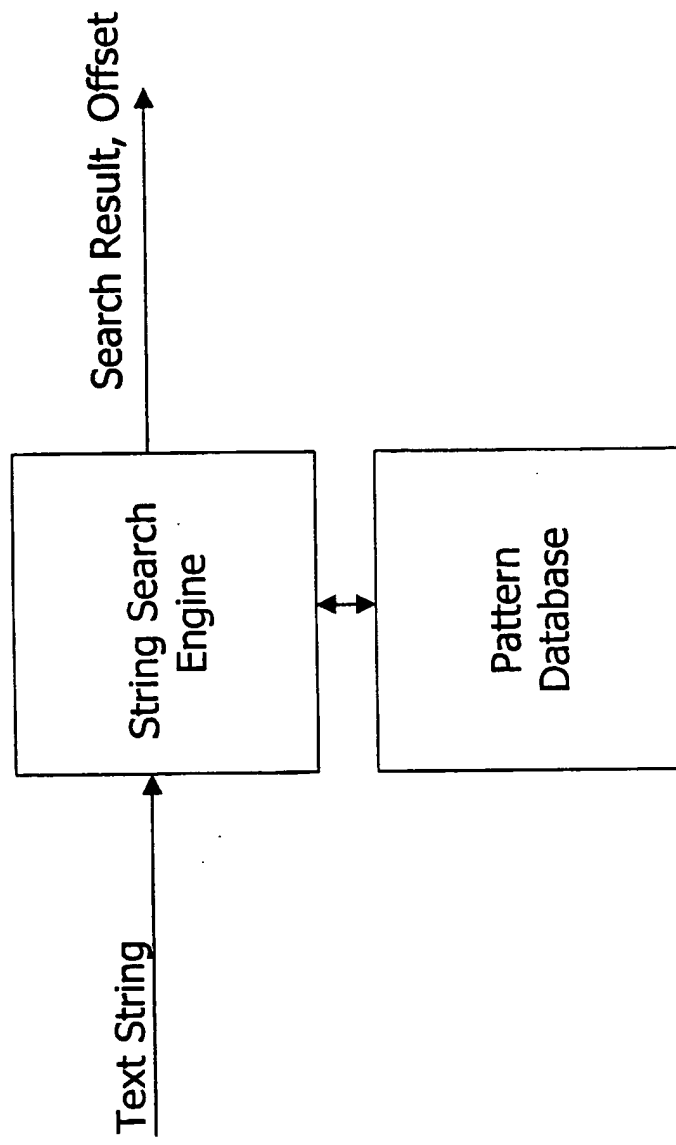 Text String
String Search
Engine
Search Result, Offset
Pattern
Database